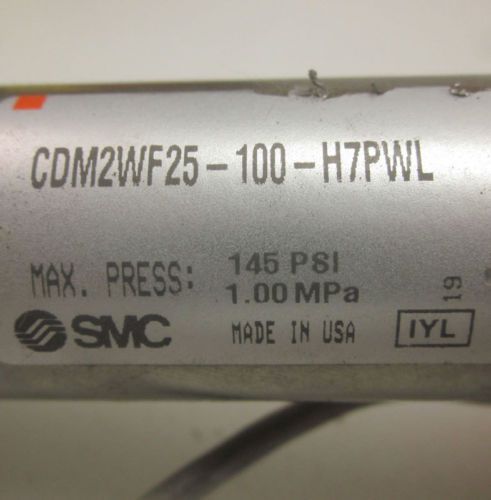 CDM2WF25-100-H7PWL
MAX. PRESS: 145 PSI
1.00 MPa
SMC MADE IN USA IYL 19